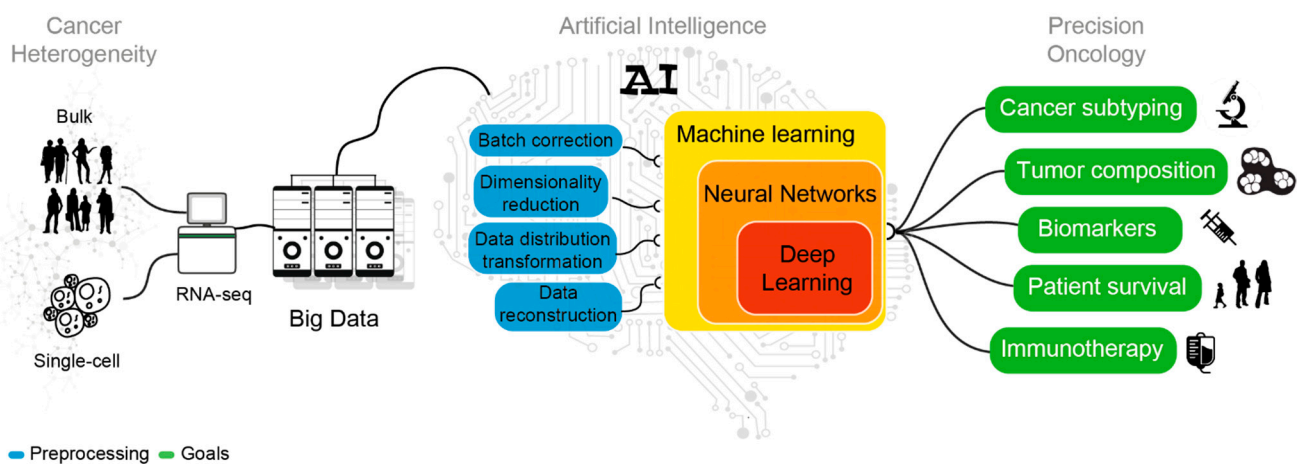 Cancer
Heterogeneity
Bulk
Single-cell
RNA-seq
Big Data
Artificial Intelligence
AI
Batch correction
Dimensionality
reduction
Data distribution
transformation
Data
reconstruction
Machine learning
Neural Networks
Deep
Learning
Precision
Oncology
Cancer subtyping
Tumor composition
Biomarkers
Patient survival
Immunotherapy
Preprocessing
Goals